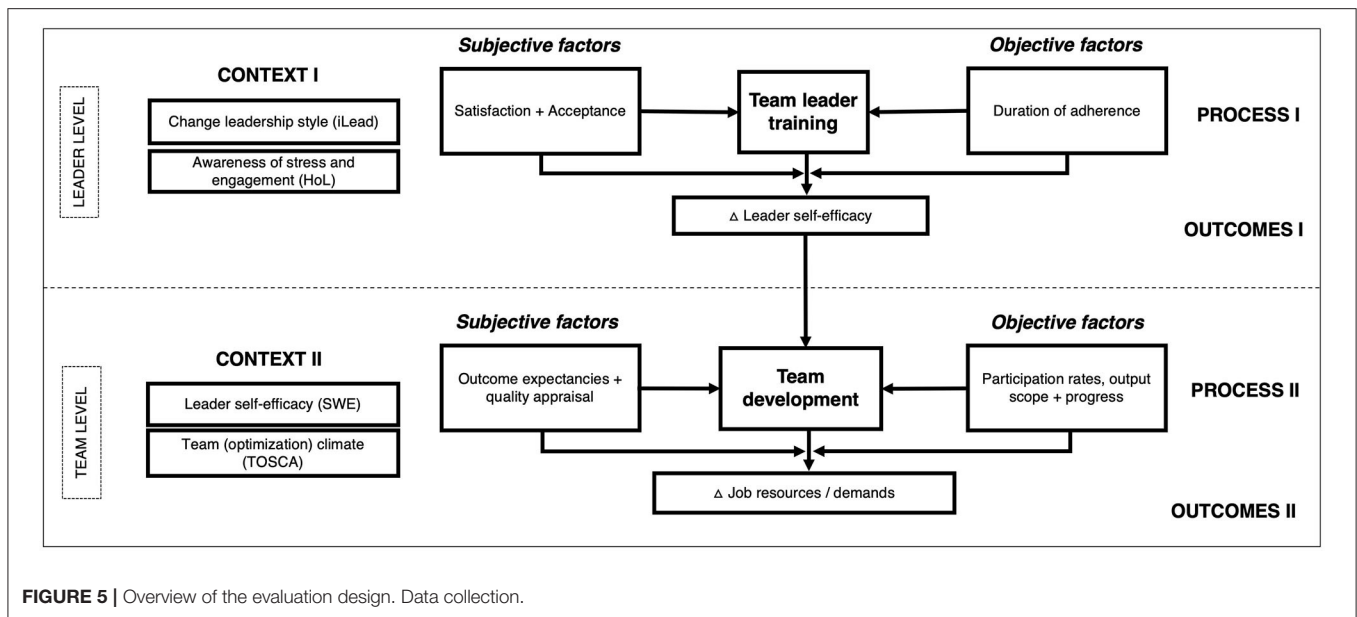 Subjective factors
Objective factors
CONTEXT I
LEADER LEVEL
Change leadership style (iLead)
Awareness of stress and
engagement (HoL)
Satisfaction + Acceptance
Team leader
training
Duration of adherence
PROCESS I
△ Leader self-efficacy
OUTCOMES I
Subjective factors
Objective factors
CONTEXT II
TEAM LEVEL
Leader self-efficacy (SWE)
Team (optimization) climate
(TOSCA)
Outcome expectancies +
quality appraisal
Team
development
Participation rates, output
scope + progress
PROCESS II
△ Job resources / demands
OUTCOMES II
FIGURE 5 | Overview of the evaluation design. Data collection.